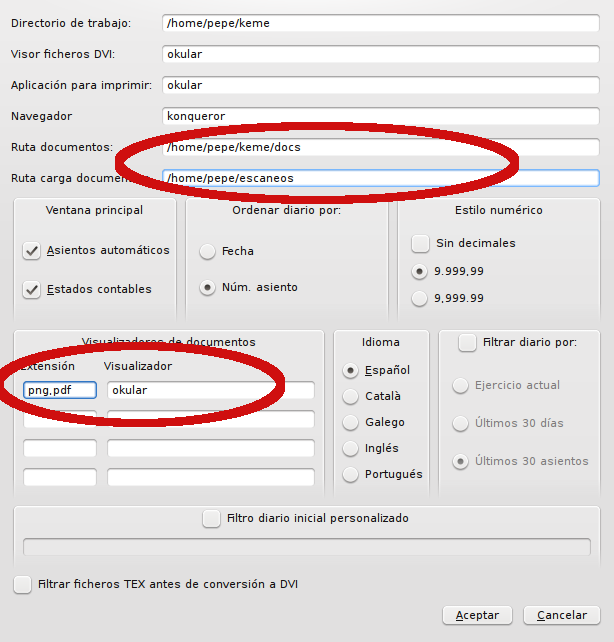 Directorio de trabajo: /home/pepe/keme
Visor ficheros DVI: okular
Aplicación para imprimir: okular
Navegador konqueror
Ruta documentos: /home/pepe/keme/docs
Ruta carga documen /home/pepe/escaneos
Ventana principal Ordenar diario por: Estilo numérico
Asientos automáticos Fecha Sin decimales
9.999,99
Estados contables Núm. asiento 9,999.99
Visualizadores de documentos Idioma Filtrar diario por:
Extensión Visualizador Español
png,pdf okular Català Ejercicio actual
Galego Últimos 30 días
Inglés Últimos 30 asientos
Portugués
Filtro diario inicial personalizado
Filtrar ficheros TEX antes de conversión a DVI
Aceptar Cancelar